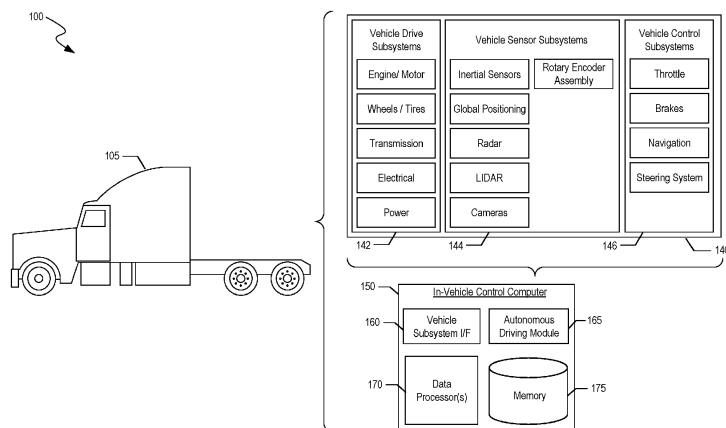 100
105
Vehicle Drive
Subsystems
Engine/ Motor
Wheels / Tires
Transmission
Electrical
Power
142
Vehicle Sensor Subsystems
Inertial Sensors
Global Positioning
Radar
LIDAR
Cameras
Rotary Encoder
Assembly
144
Vehicle Control
Subsystems
Throttle
Brakes
Navigation
Steering System
146
140
150
In-Vehicle Control Computer
160
Vehicle
Subsystem I/F
Autonomous
Driving Module
165
170
Data
Processor(s)
Memory
175